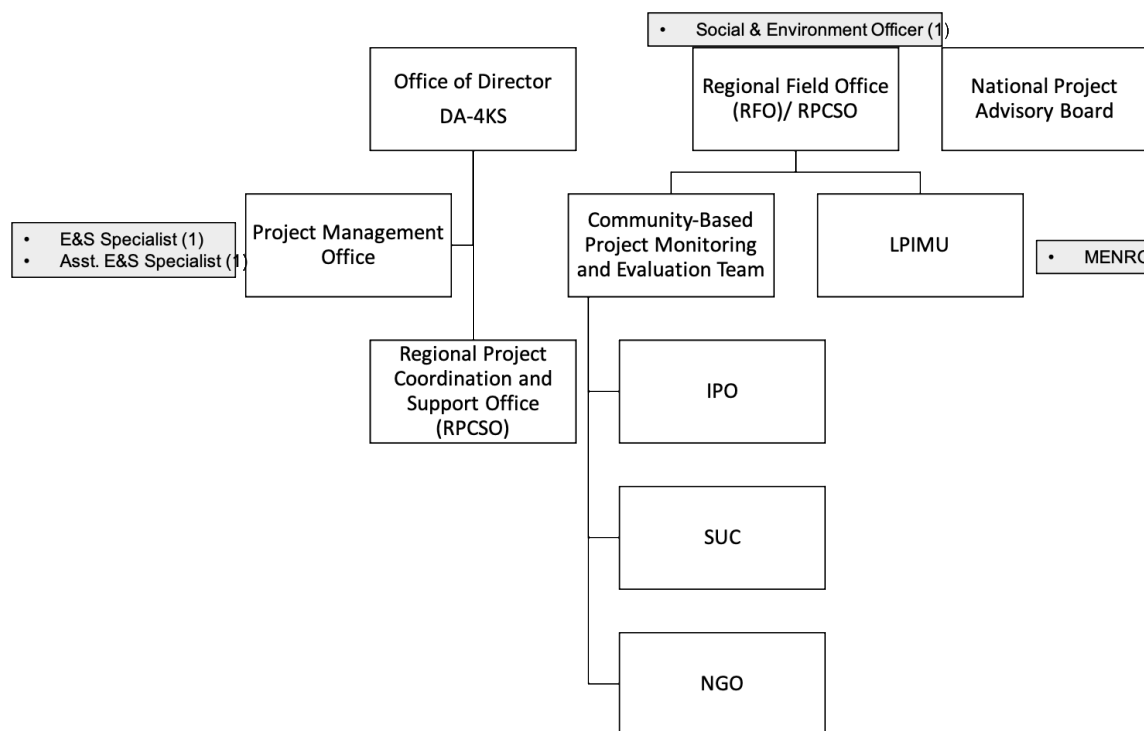 • Social & Environment Officer (1)
Office of Director
DA-4KS
Regional Field Office
(RFO)/ RPCSO
National Project
Advisory Board
• E&S Specialist (1)
• Asst. E&S Specialist (1)
Project Management
Office
Community-Based
Project Monitoring
and Evaluation Team
LPIMU
• MENRO
Regional Project
Coordination and
Support Office
(RPCSO)
IPO
SUC
NGO